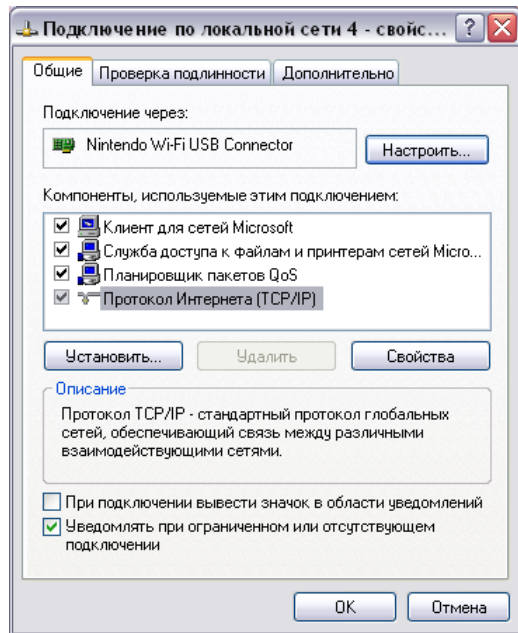 Подключение по локальной сети 4 - свойс...
Общие
Проверка подлинности
Дополнительно
Подключение через:
Nintendo Wi-Fi USB Connector
Настроить...
Компоненты, используемые этим подключением:
Клиент для сетей Microsoft
Служба доступа к файлам и принтерам сетей Micro...
Планировщик пакетов QoS
Протокол Интернета (TCP/IP)
Установить...
Удалить
Свойства
Описание
Протокол TCP/IP - стандартный протокол глобальных
сетей, обеспечивающий связь между различными
взаимодействующими сетями.
При подключении вывести значок в области уведомлений
Уведомлять при ограниченном или отсутствующем
подключении
OK
Отмена